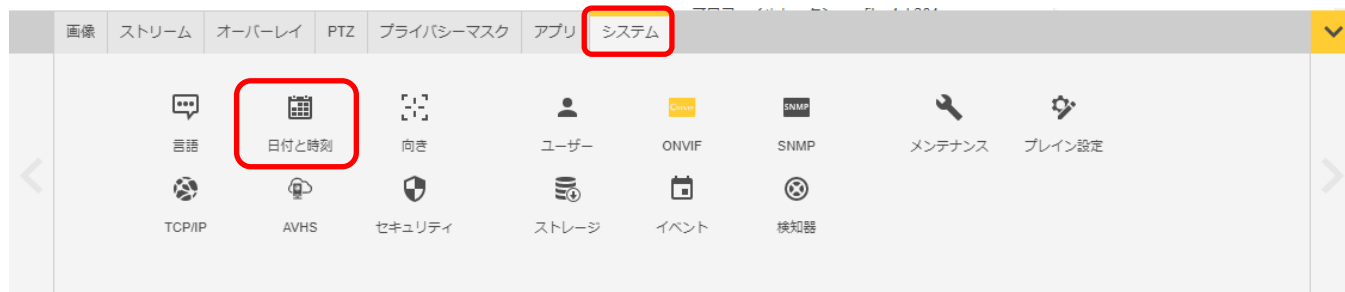 画像 ストリーム オーバーレイ PTZ プライバシーマスク アプリ システム
言語 日付と時刻 向き ユーザー ONVIF SNMP メンテナンス プレイン設定
TCP/IP AVHS セキュリティ ストレージ イベント 検知器